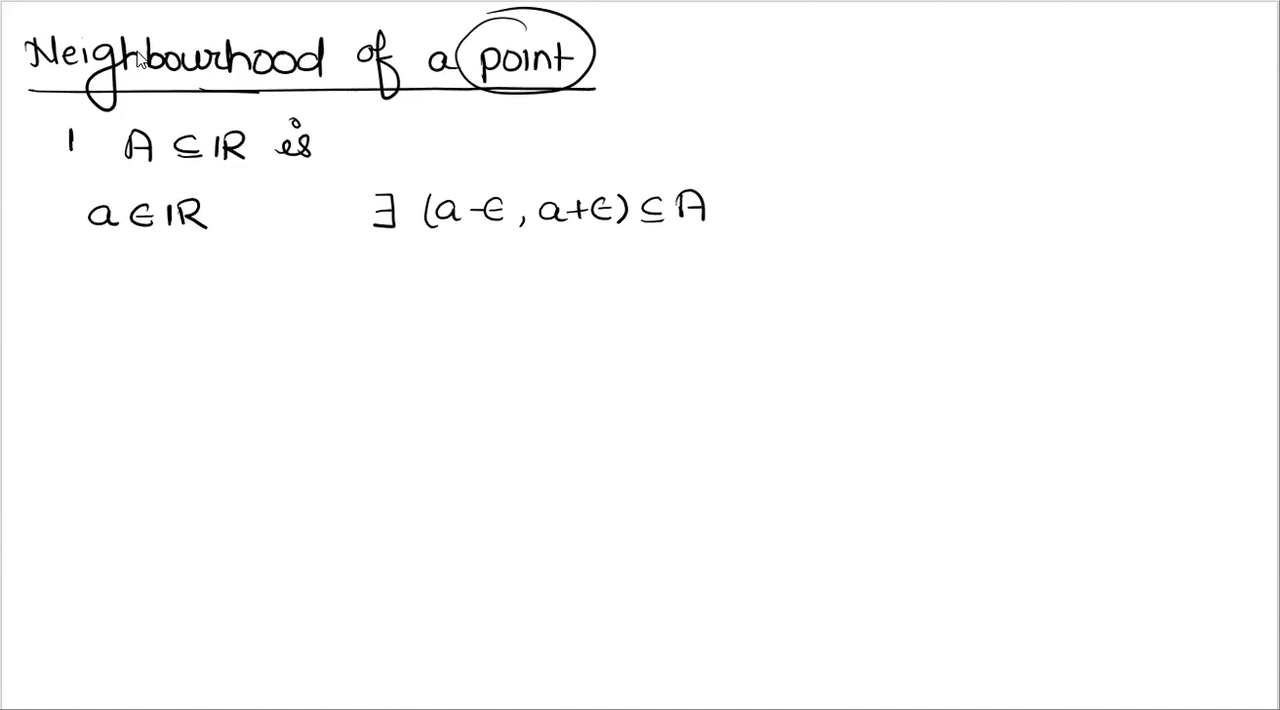 Neighbourhood of a point
1 A ⊆ ℝ is
a ∈ ℝ ∃ (a-ϵ, a+ϵ) ⊆ A